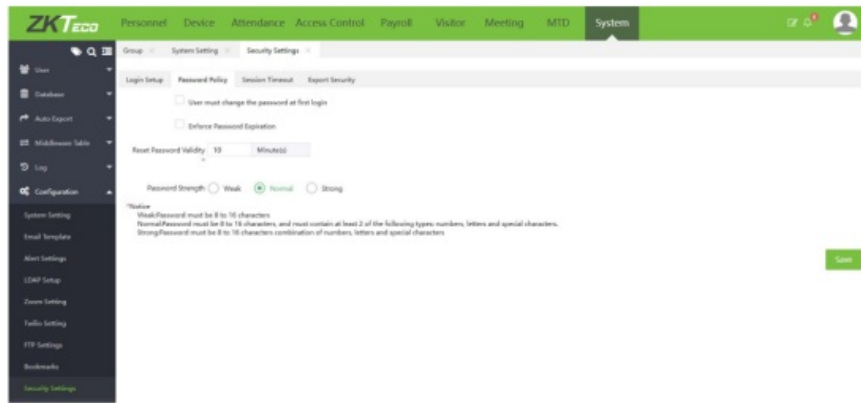 ZKTECO
Personnel Device Attendance Access Control Payroll Visitor Meeting MTD System
Group System Setting Security Settings
User
Database
Auto Export
Middleware Table
Log
Configuration
System Setting
Email Template
Alert Settings
LDAP Setup
Zoom Setting
Twilio Setting
FTP Settings
Bookmarks
Security Settings
Login Setup Password Policy Session Timeout Export Security
User must change the password at first login
Enforce Password Expiration
Reset Password Validity 10 Minute(s)
Password Strength Weak Normal Strong
*Notice
Weak:Password must be 8 to 16 characters
Normal:Password must be 8 to 16 characters, and must contain at least 2 of the following types: numbers, letters and special characters.
Strong:Password must be 8 to 16 characters combination of numbers, letters and special characters
Save